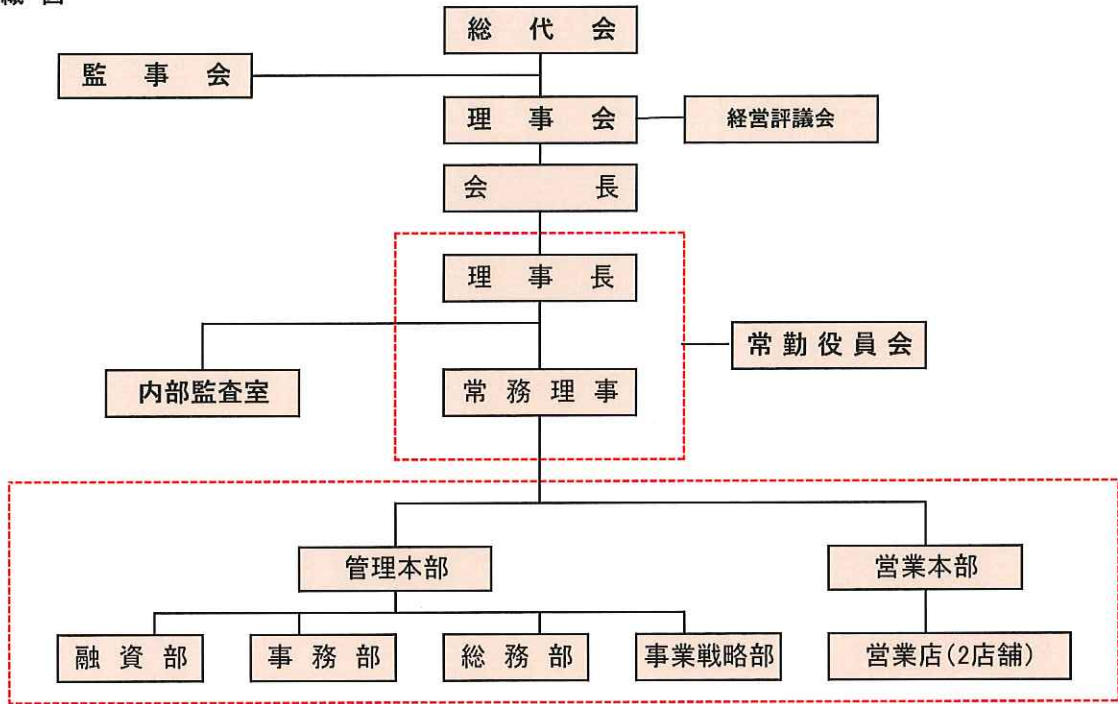 総代会
監事会
理事会
経営評議会
会長
理事長
常勤役員会
内部監査室
常務理事
管理本部
営業本部
融資部
事務部
総務部
事業戦略部
営業店(2店舗)